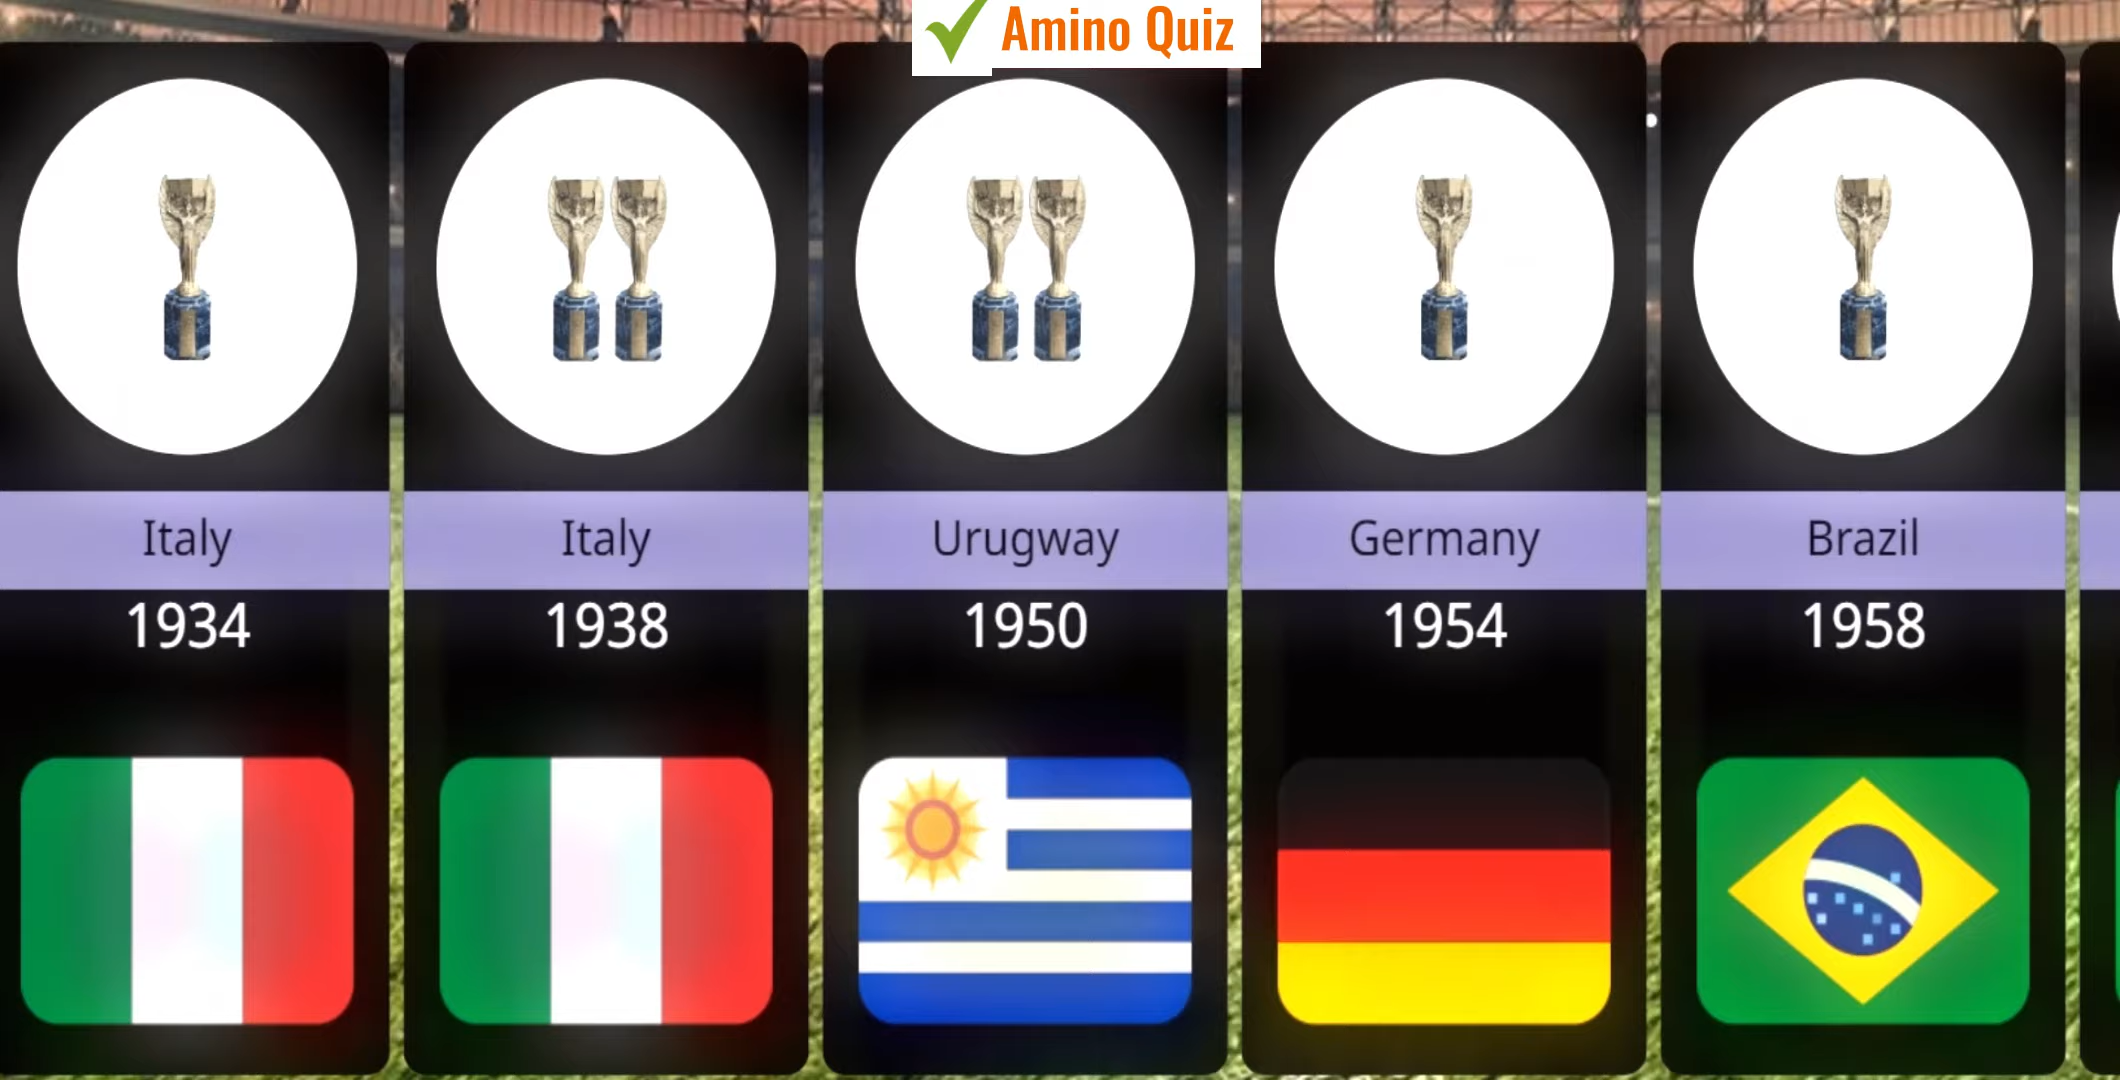 Amino Quiz
Italy
1934
Italy
1938
Urugway
1950
Germany
1954
Brazil
1958